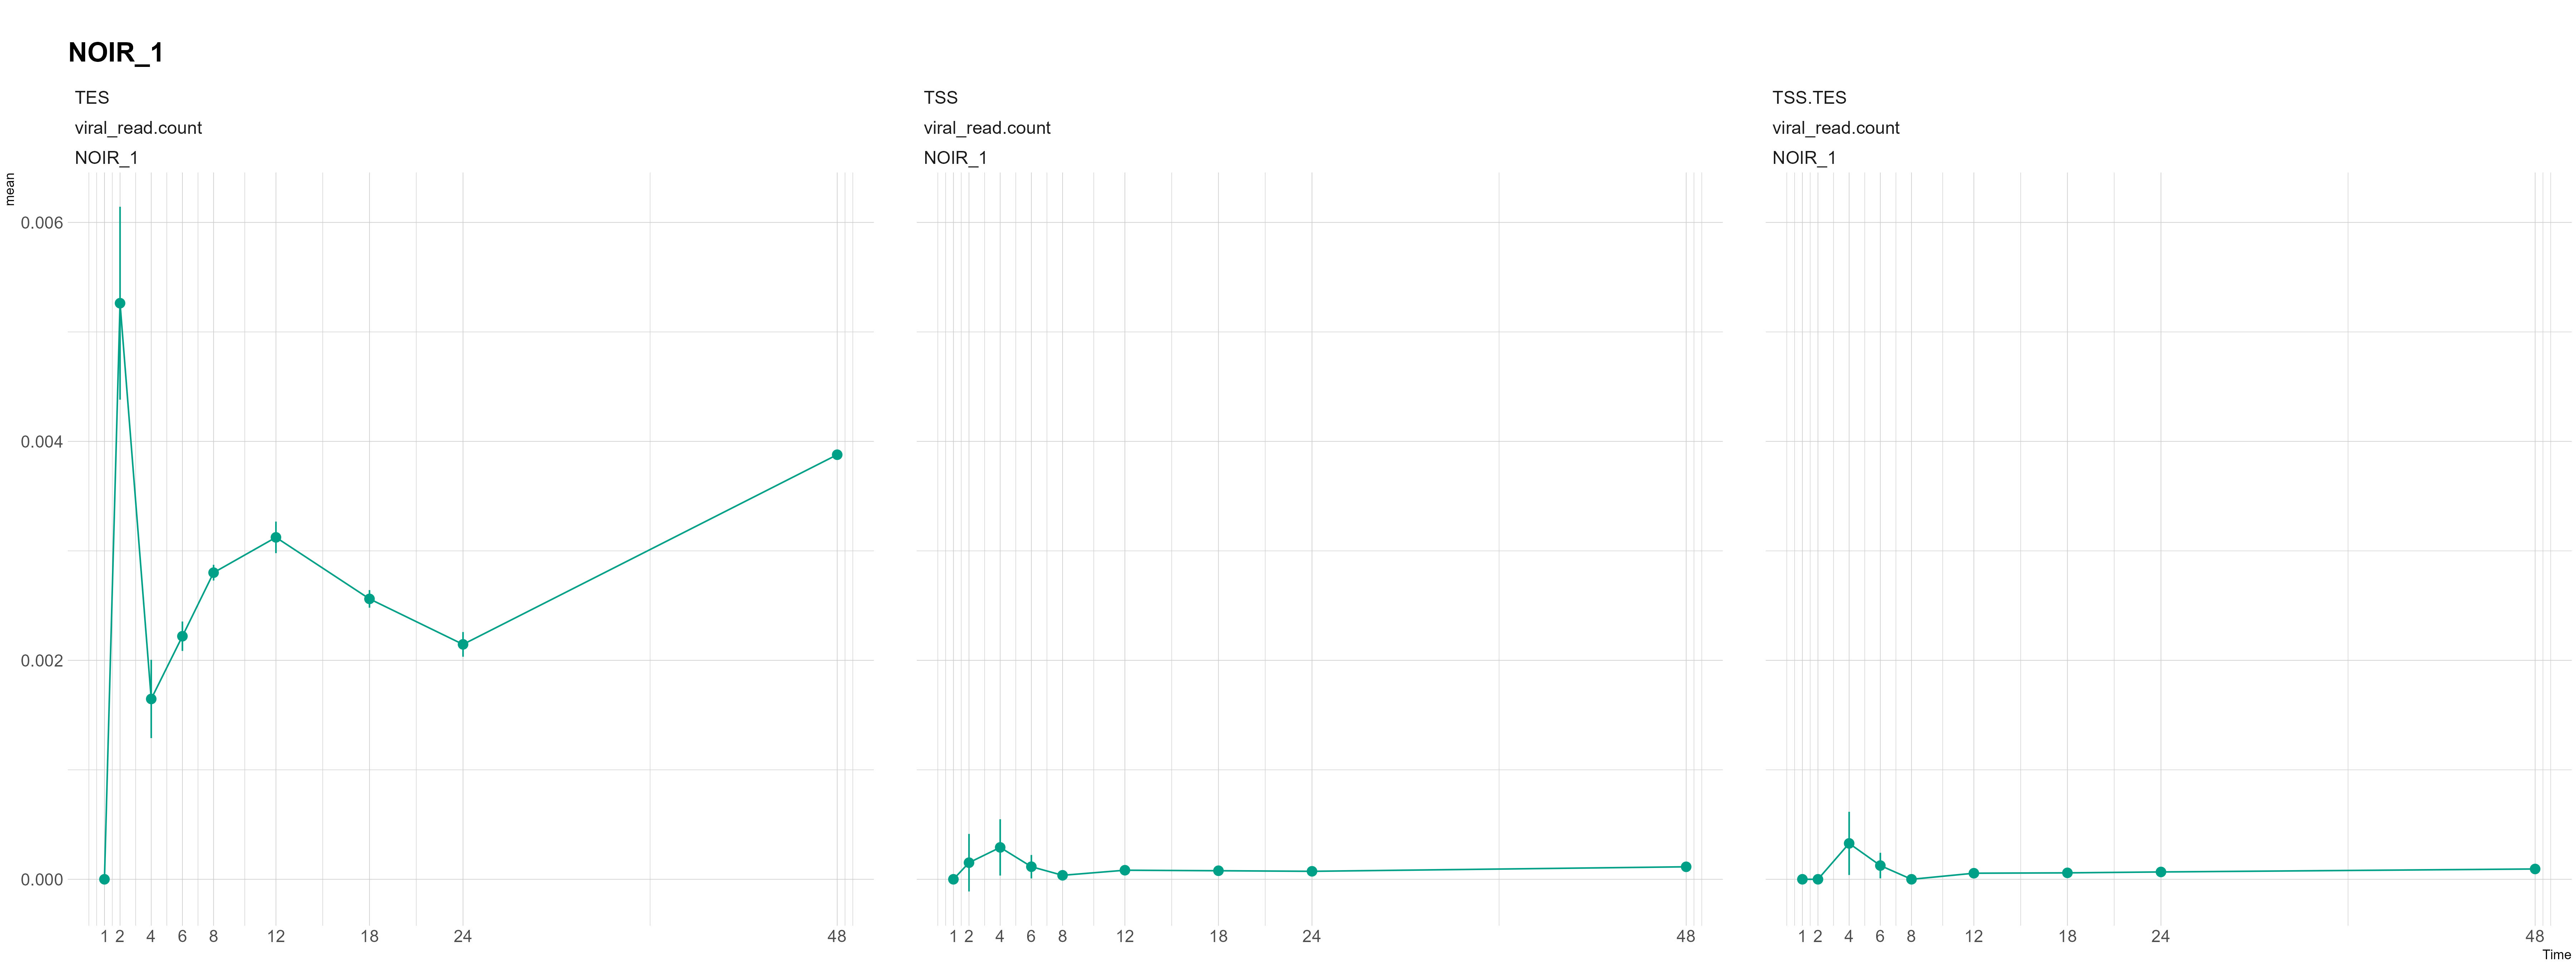 NOIR_1
TES
viral_read.count
NOIR_1
TSS
viral_read.count
NOIR_1
TSS.TES
viral_read.count
NOIR_1
mean
0.006
0.004
0.002
0.000
1 2 4 6 8 12 18 24 48
1 2 4 6 8 12 18 24 48
1 2 4 6 8 12 18 24 48
Time